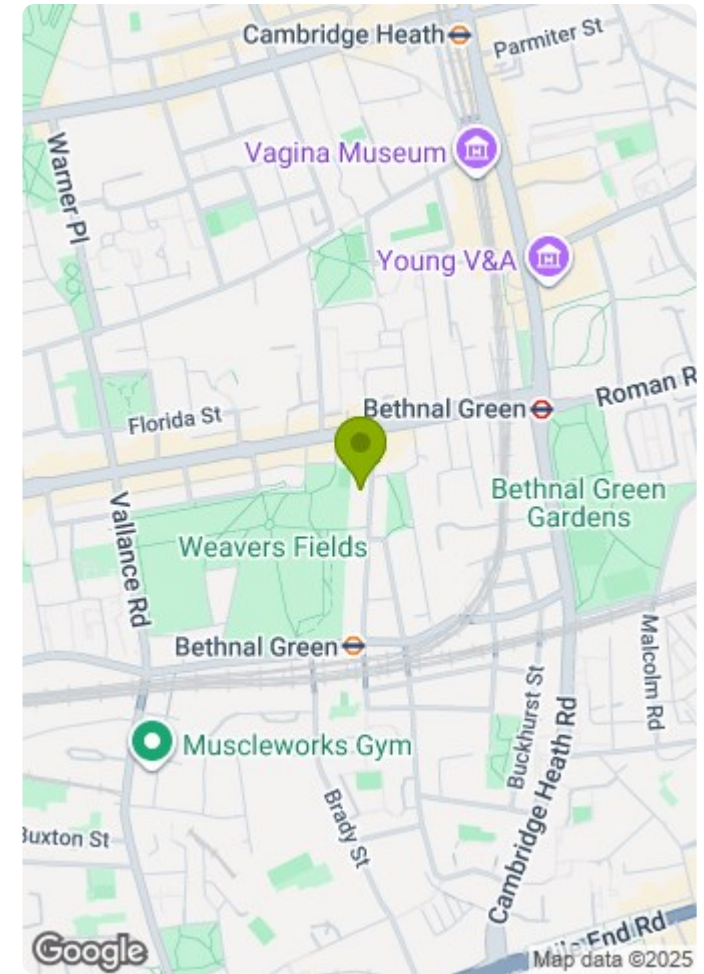 Cambridge Heath
Parmiter St
Vagina Museum
Warner Pl
Young V&A
Bethnal Green
Roman R
Florida St
Bethnal Green
Gardens
Weavers Fields
Vallance Rd
Bethnal Green
Malcolm Rd
Buckhurst St
Cambridge Heath Rd
Muscleworks Gym
Brady St
Buxton St
End Rd
Google
Map data ©2025